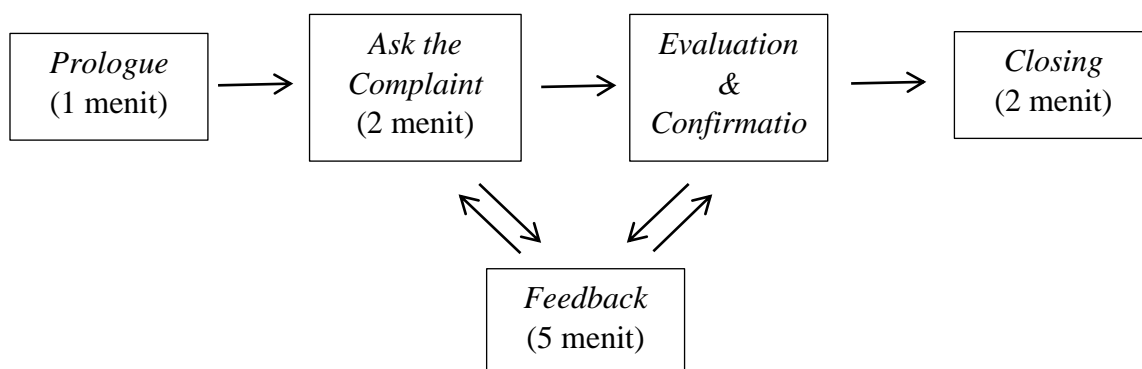 Prologue
(1 menit)
Ask the
Complaint
(2 menit)
Evaluation
&
Confirmatio
Closing
(2 menit)
Feedback
(5 menit)